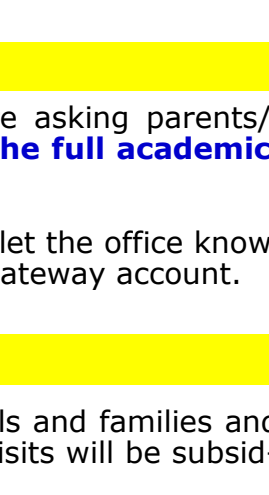 e asking parents/
he full academic
let the office know
ateway account.
ls and families and
isits will be subsid-